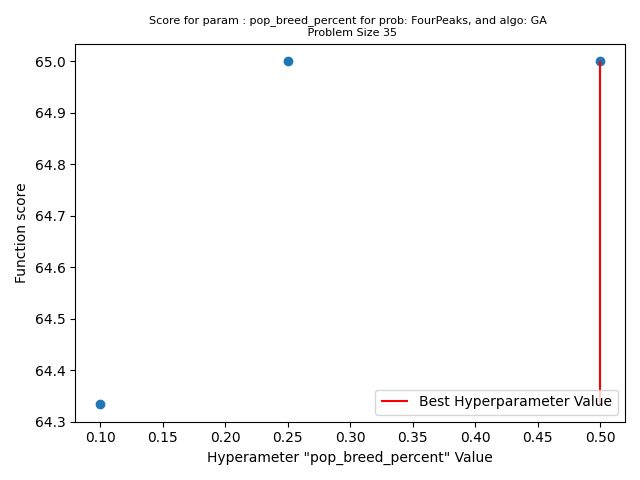 Score for param : pop_breed_percent for prob: FourPeaks, and algo: GA
Problem Size 35
65.0
64.9
64.8
64.7
64.6
64.5
64.4
64.3
Function score
Best Hyperparameter Value
0.10 0.15 0.20 0.25 0.30 0.35 0.40 0.45 0.50
Hyperameter "pop_breed_percent" Value